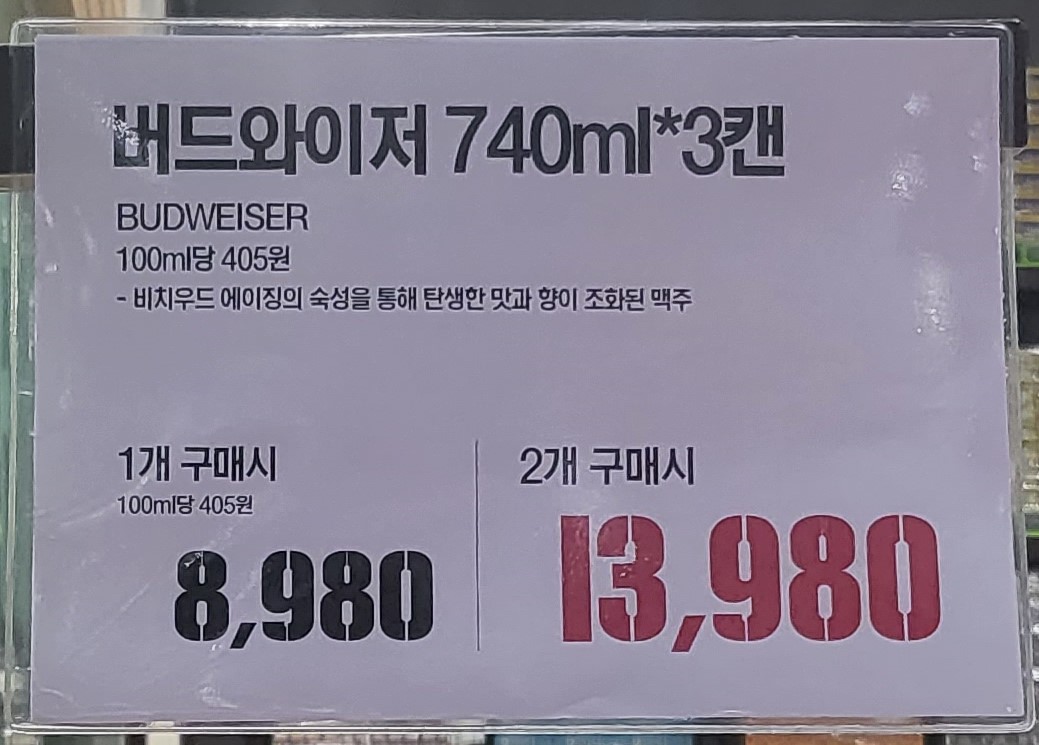 버드와이저 740ml*3캔
BUDWEISER
100ml당 405원
- 비치우드 에이징의 숙성을 통해 탄생한 맛과 향이 조화된 맥주
1개 구매시
100ml당 405원
8,980
2개 구매시
13,980